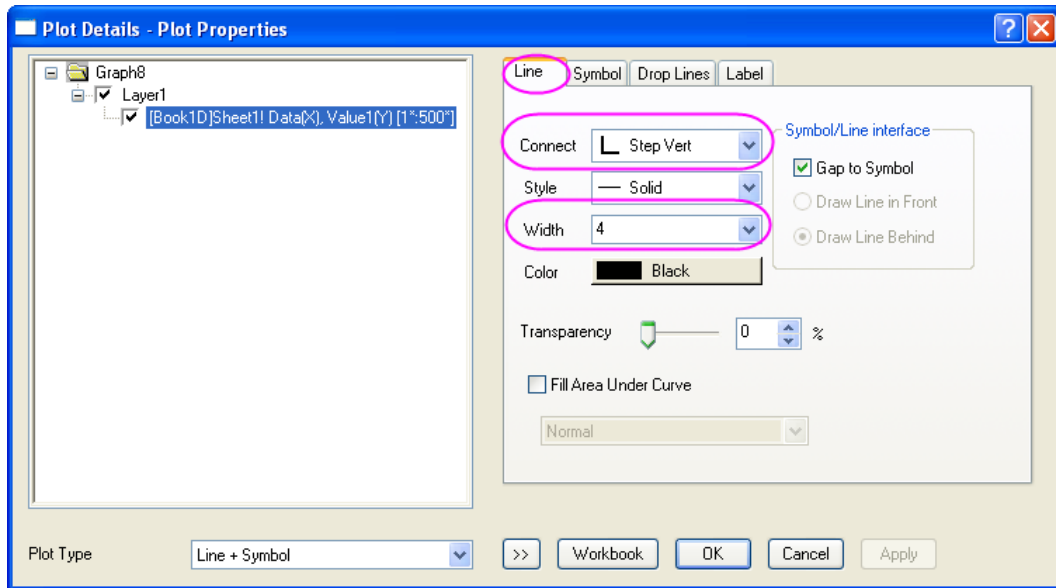 Plot Details - Plot Properties
Graph8
Layer1
[Book1D]Sheet1! Data(X), Value1(Y) [1*:500*]
Line Symbol Drop Lines Label
Connect Step Vert
Style Solid
Width 4
Color Black
Symbol/Line interface
Gap to Symbol
Draw Line in Front
Draw Line Behind
Transparency 0 %
Fill Area Under Curve
Normal
Plot Type Line + Symbol >> Workbook OK Cancel Apply